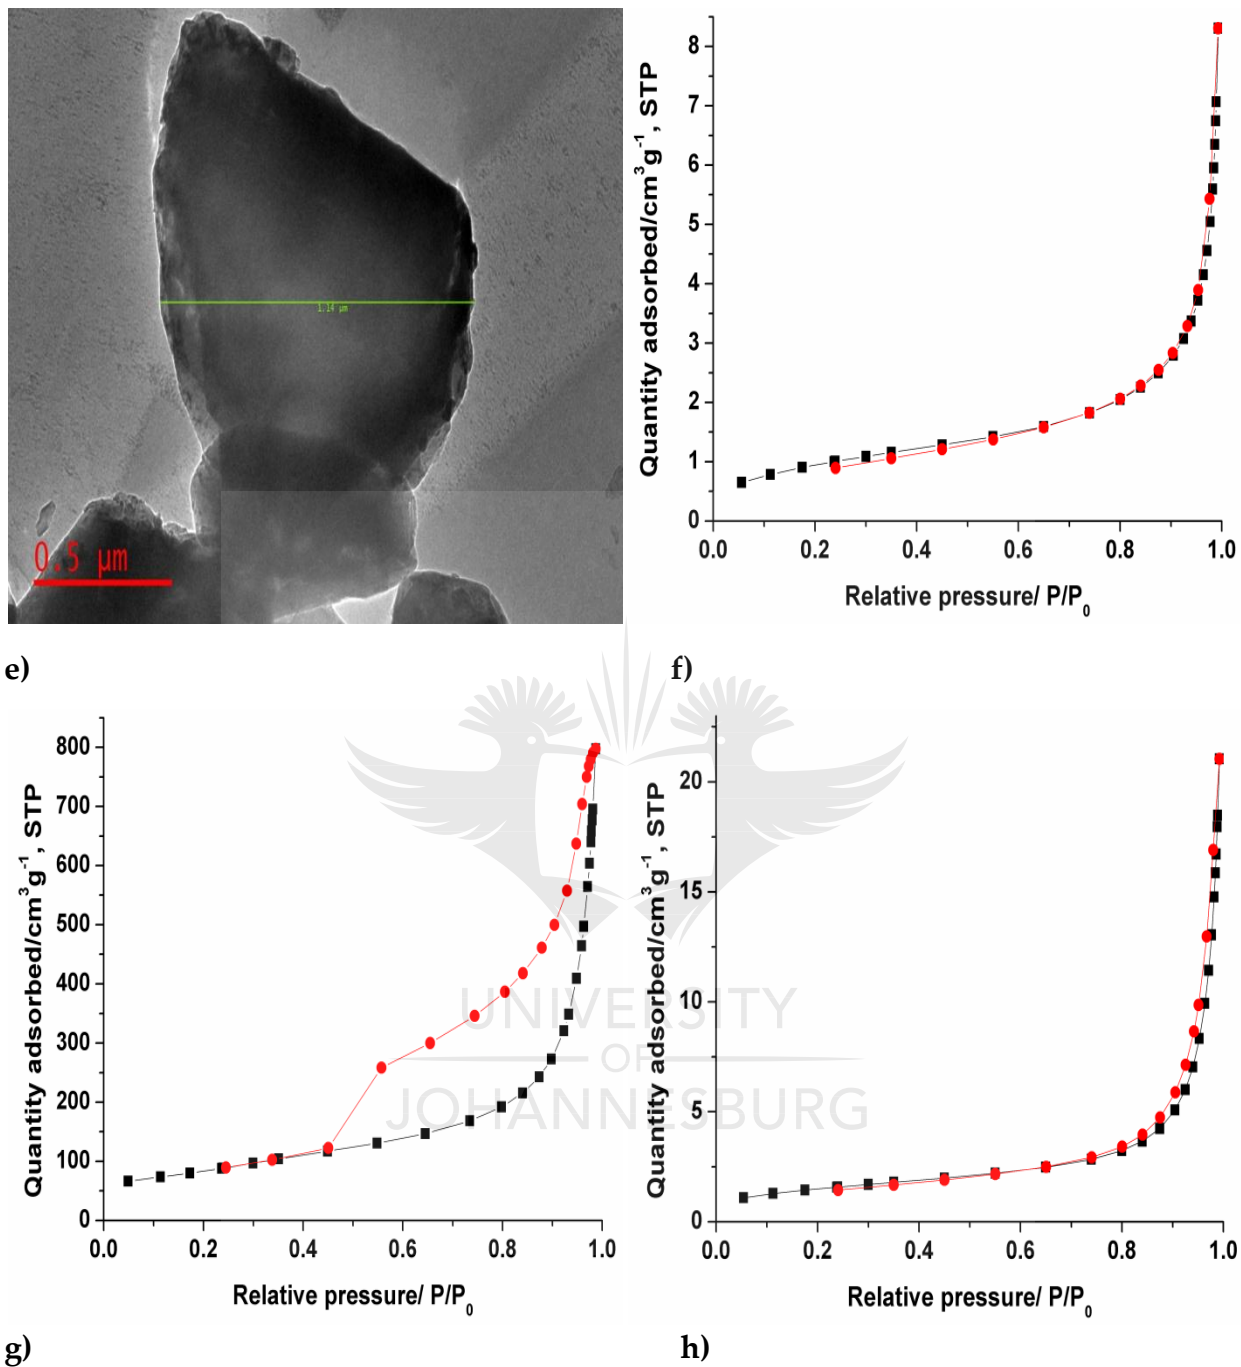 1.14 µm
0.5 µm
e)
Quantity adsorbed/cm³g⁻¹, STP
8
7
6
5
4
3
2
1
0
0.0 0.2 0.4 0.6 0.8 1.0
Relative pressure/ P/P₀
f)
Quantity adsorbed/cm³g⁻¹, STP
800
700
600
500
400
300
200
100
0
0.0 0.2 0.4 0.6 0.8 1.0
Relative pressure/ P/P₀
g)
Quantity adsorbed/cm³g⁻¹, STP
20
15
10
5
0
0.0 0.2 0.4 0.6 0.8 1.0
Relative pressure/ P/P₀
h)
UNIVERSITY
OF
JOHANNESBURG